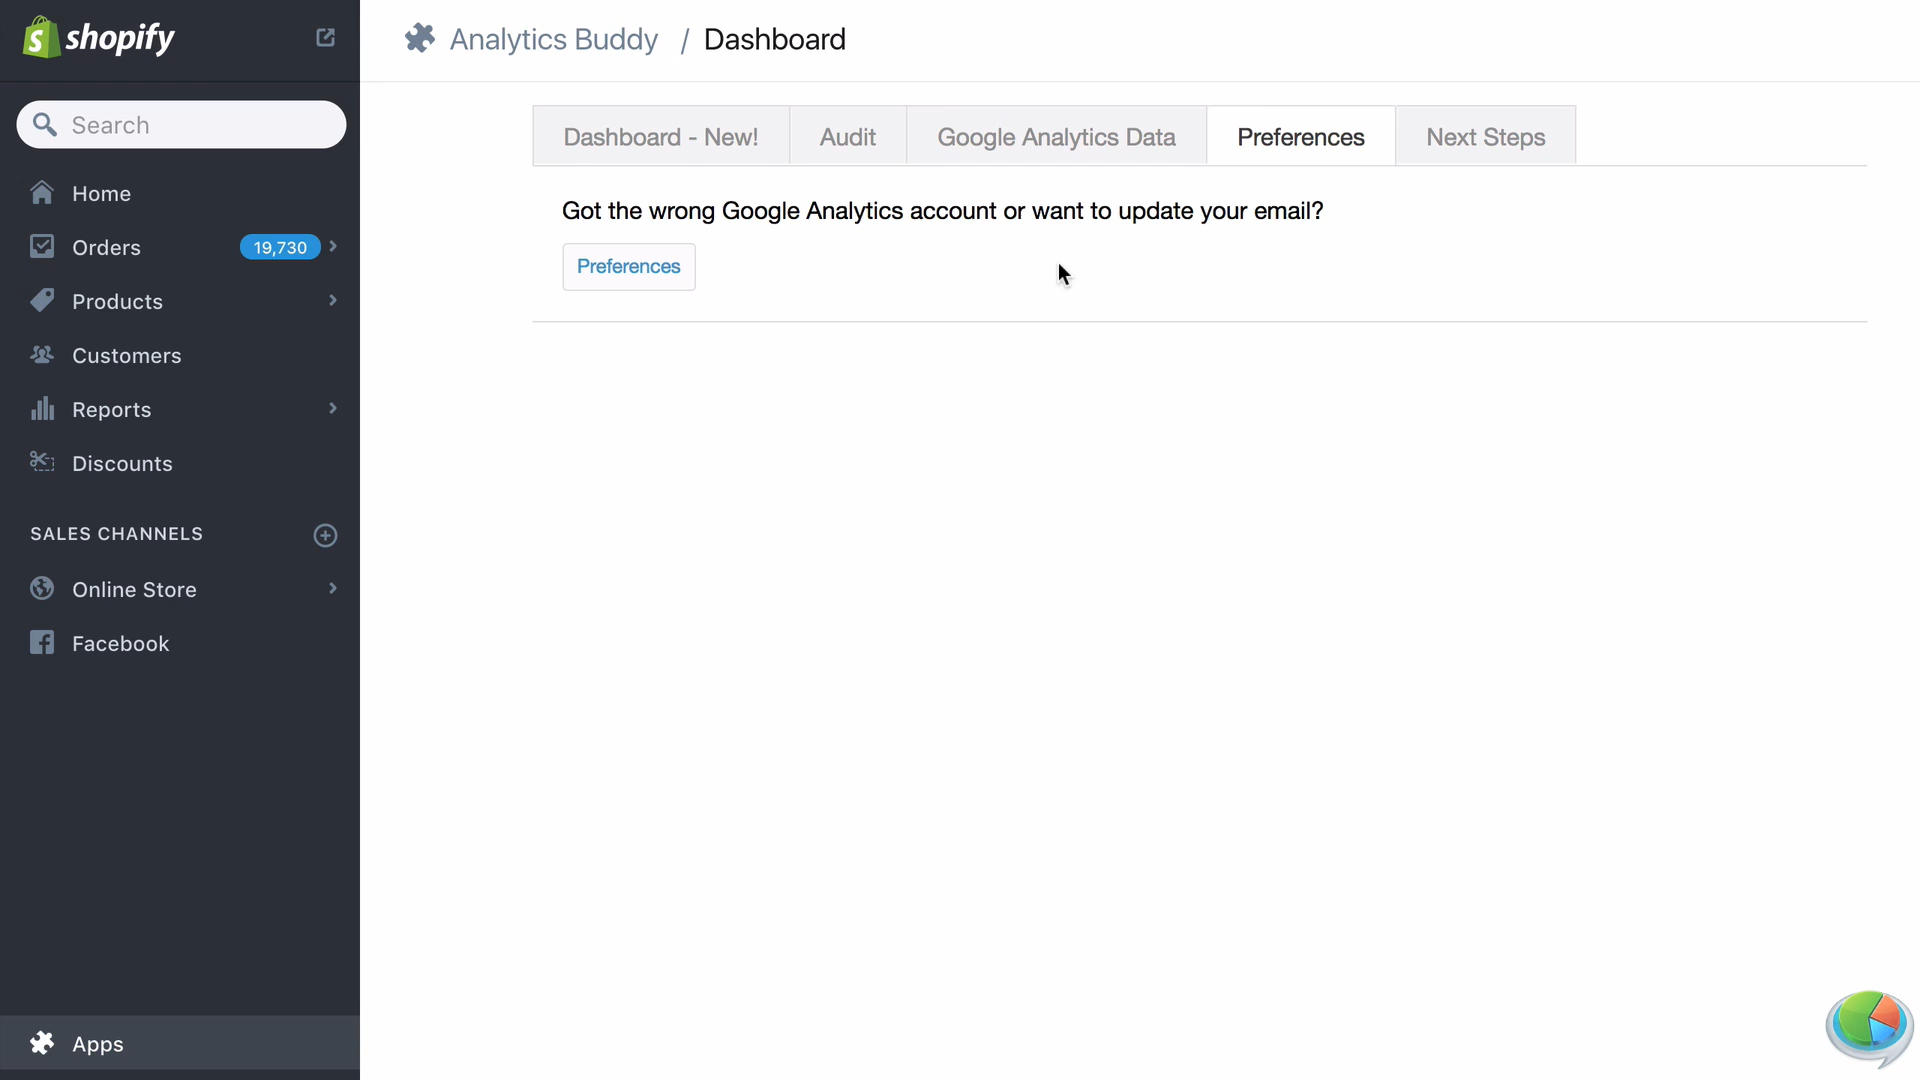 shopify
Analytics Buddy / Dashboard
Search
Home
Orders 19,730
Products
Customers
Reports
Discounts
SALES CHANNELS
Online Store
Facebook
Apps
Dashboard - New! Audit Google Analytics Data Preferences Next Steps
Got the wrong Google Analytics account or want to update your email?
Preferences